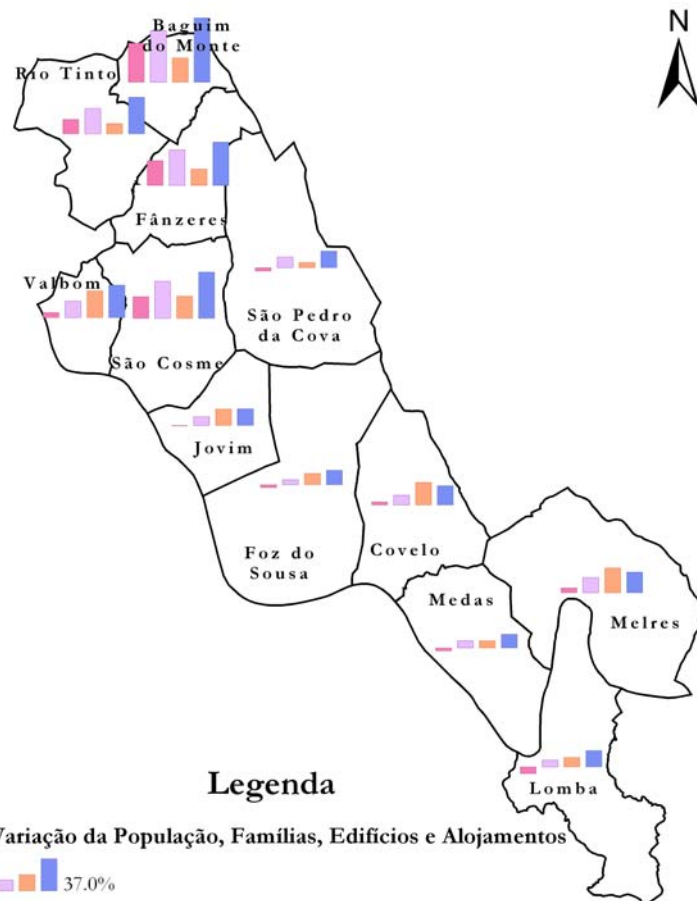 N
Baguim
do Monte
Rio Tinto
Fânzeres
Valbom
São Pedro
da Cova
São Cosme
Jovim
Foz do
Sousa
Covelo
Medas
Melres
Lomba
Legenda
Variação da População, Famílias, Edifícios e Alojamentos
37.0%